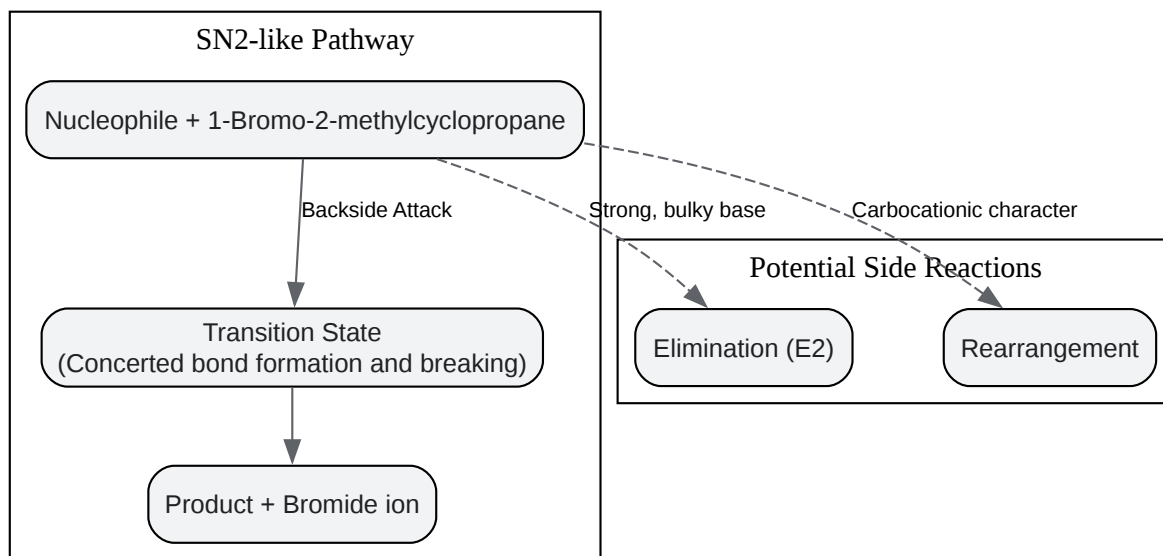 SN2-like Pathway
Nucleophile + 1-Bromo-2-methylcyclopropane
Backside Attack
Strong, bulky base
Carbocationic character
Potential Side Reactions
Transition State
(Concerted bond formation and breaking)
Elimination (E2)
Rearrangement
Product + Bromide ion